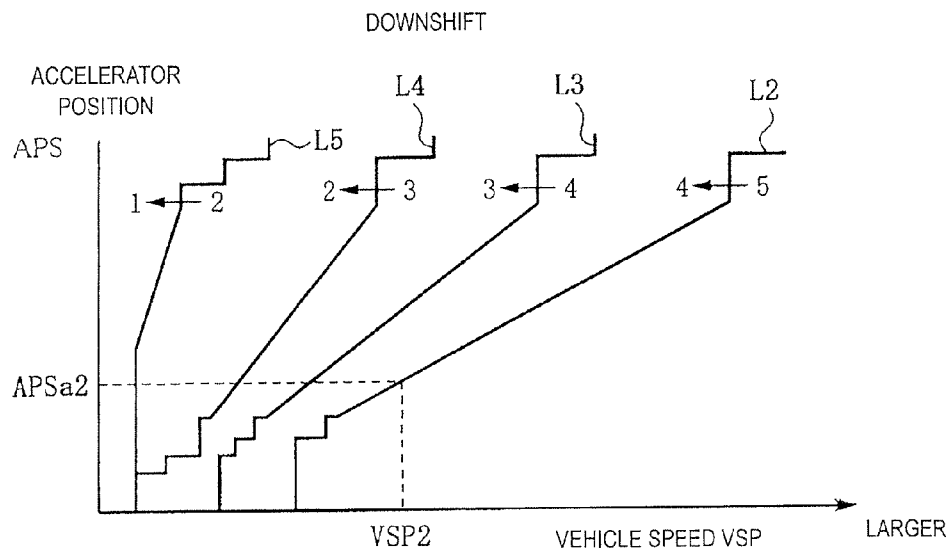 DOWNSHIFT
ACCELERATOR
POSITION
APS
L5
L4
L3
L2
1 2
2 3
3 4
4 5
APSa2
VSP2
VEHICLE SPEED VSP
LARGER